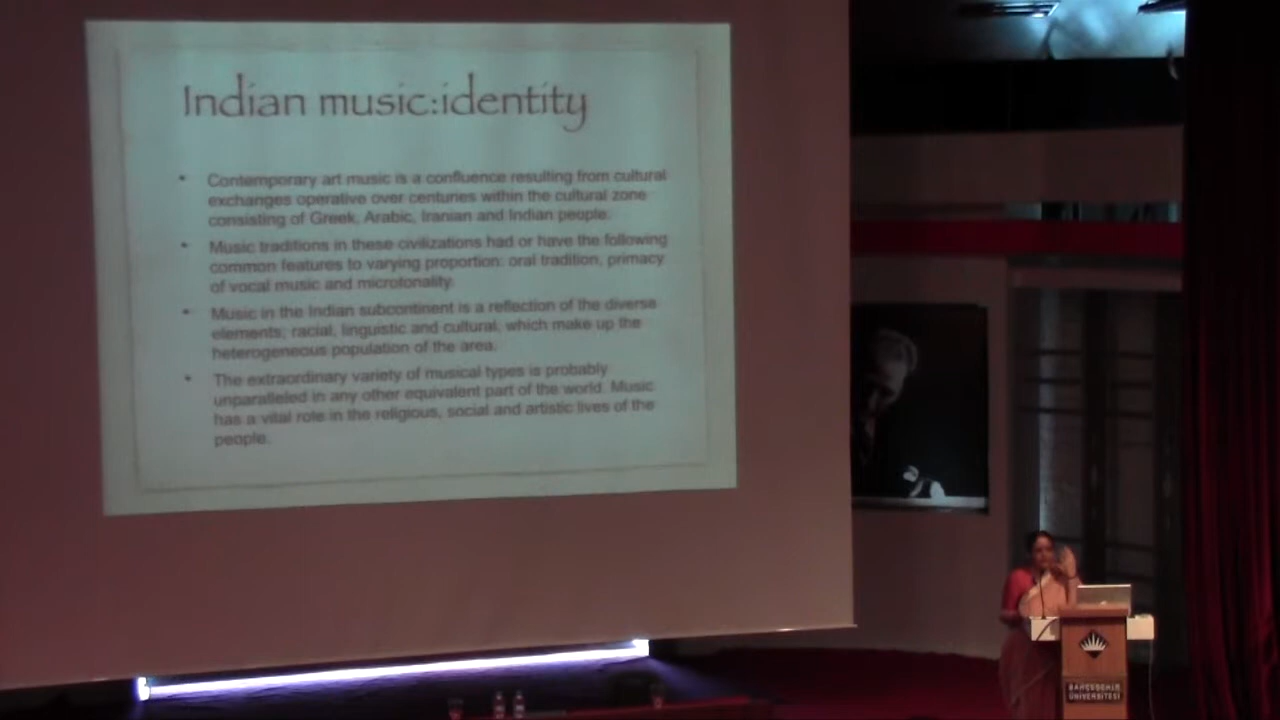 Indian music:identity
• Contemporary art music is a confluence resulting from cultural
exchanges operative over centuries within the cultural zone
consisting of Greek, Arabic, Iranian and Indian people.
• Music traditions in these civilizations had or have the following
common features to varying proportion: oral tradition, primacy
of vocal music and microtonality.
• Music in the Indian subcontinent is a reflection of the diverse
elements; racial, linguistic and cultural; which make up the
heterogeneous population of the area.
• The extraordinary variety of musical types is probably
unparalleled in any other equivalent part of the world. Music
has a vital role in the religious, social and artistic lives of the
people.
BAHÇEŞEHİR
ÜNİVERSİTESİ